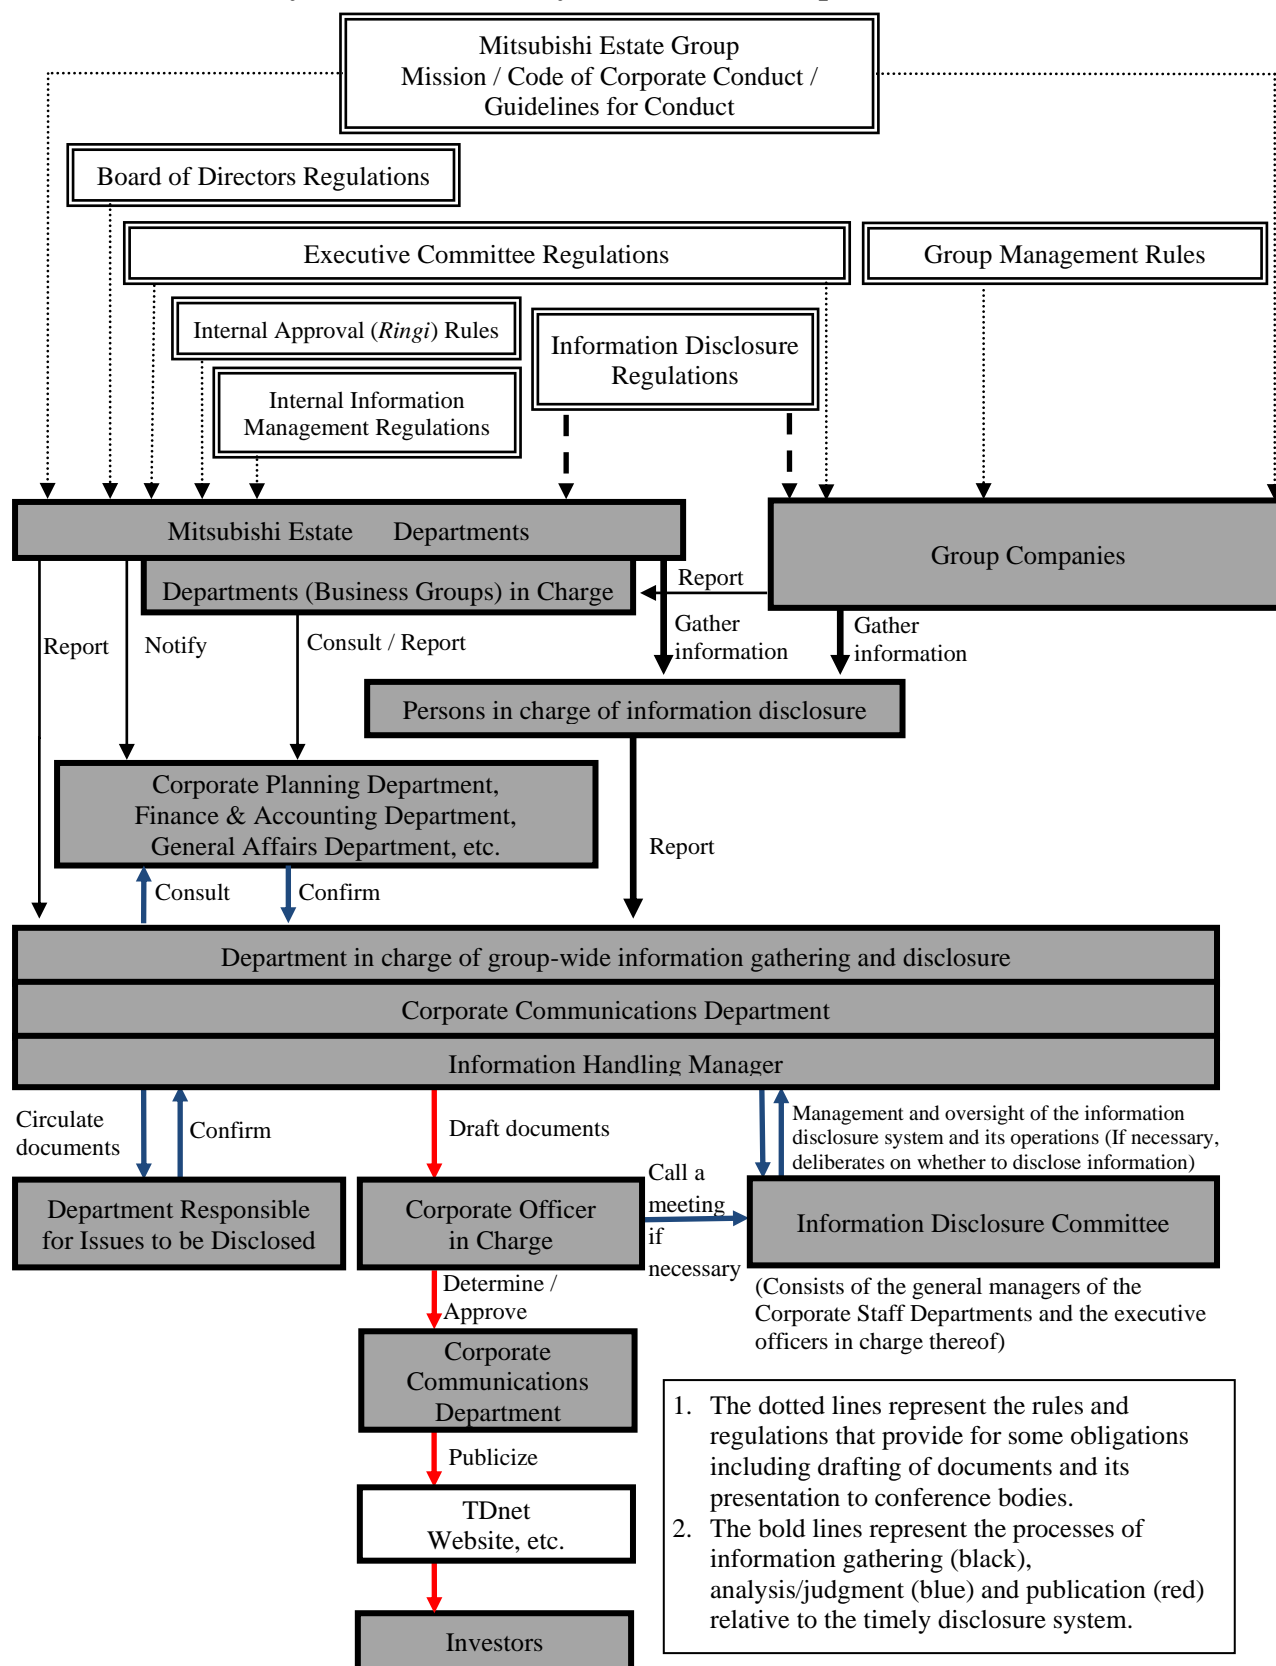 Mitsubishi Estate Group
Mission / Code of Corporate Conduct /
Guidelines for Conduct
Board of Directors Regulations
Executive Committee Regulations
Group Management Rules
Internal Approval (Ringi) Rules
Information Disclosure
Regulations
Internal Information
Management Regulations
Mitsubishi Estate Departments
Group Companies
Departments (Business Groups) in Charge
Report
Report
Notify
Consult / Report
Gather
information
Gather
information
Persons in charge of information disclosure
Corporate Planning Department,
Finance & Accounting Department,
General Affairs Department, etc.
Report
Consult
Confirm
Department in charge of group-wide information gathering and disclosure
Corporate Communications Department
Information Handling Manager
Circulate
documents
Confirm
Draft documents
Management and oversight of the information
disclosure system and its operations (If necessary,
deliberates on whether to disclose information)
Department Responsible
for Issues to be Disclosed
Corporate Officer
in Charge
Call a
meeting
if
necessary
Information Disclosure Committee
(Consists of the general managers of the
Corporate Staff Departments and the executive
officers in charge thereof)
Determine /
Approve
Corporate
Communications
Department
Publicize
TDnet
Website, etc.
Investors
1. The dotted lines represent the rules and
regulations that provide for some obligations
including drafting of documents and its
presentation to conference bodies.
2. The bold lines represent the processes of
information gathering (black),
analysis/judgment (blue) and publication (red)
relative to the timely disclosure system.